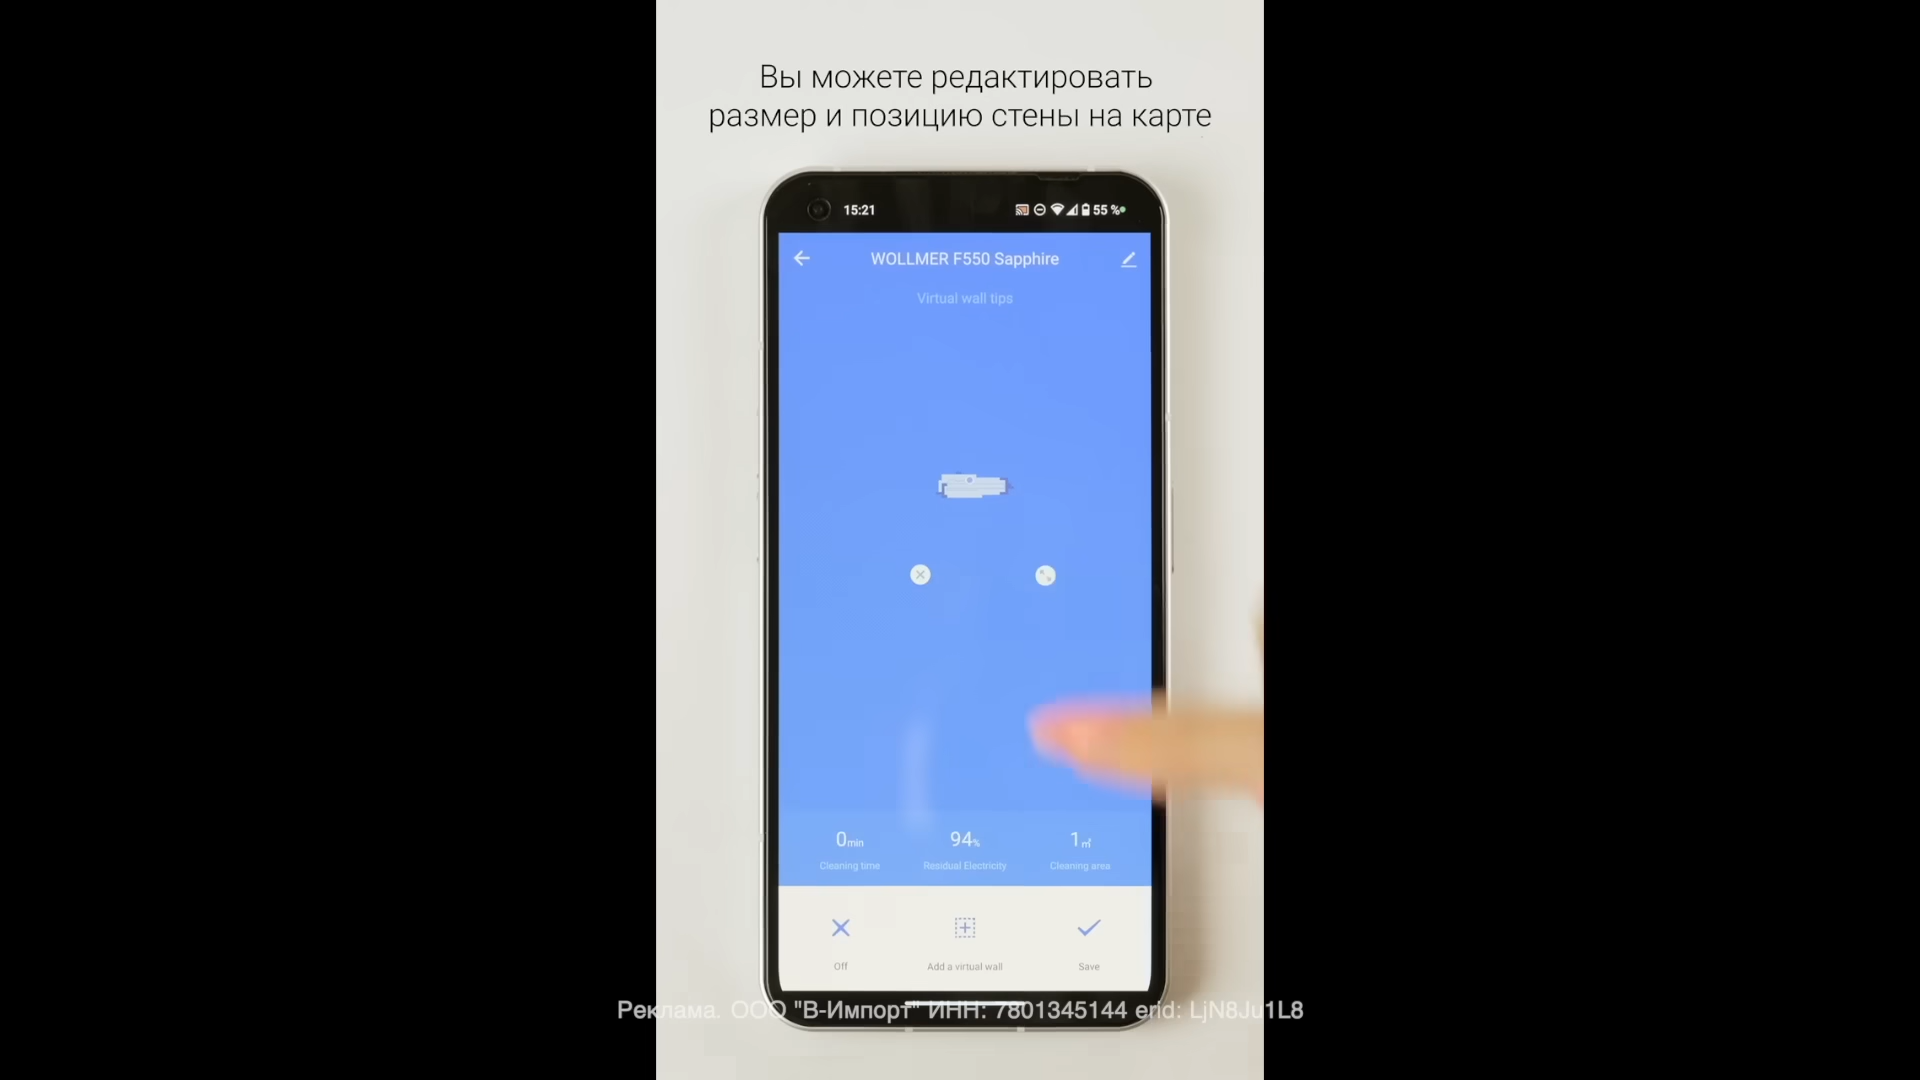 Вы можете редактировать
размер и позицию стены на карте
15:21
55 %
WOLLMER F550 Sapphire
Virtual wall tips
0min
94%
1㎡
Cleaning time
Residual Electricity
Cleaning area
Off
Add a virtual wall
Save
Реклама. ООО "В-Импорт" ИНН: 7801345144 erid: LjN8Ju1L8